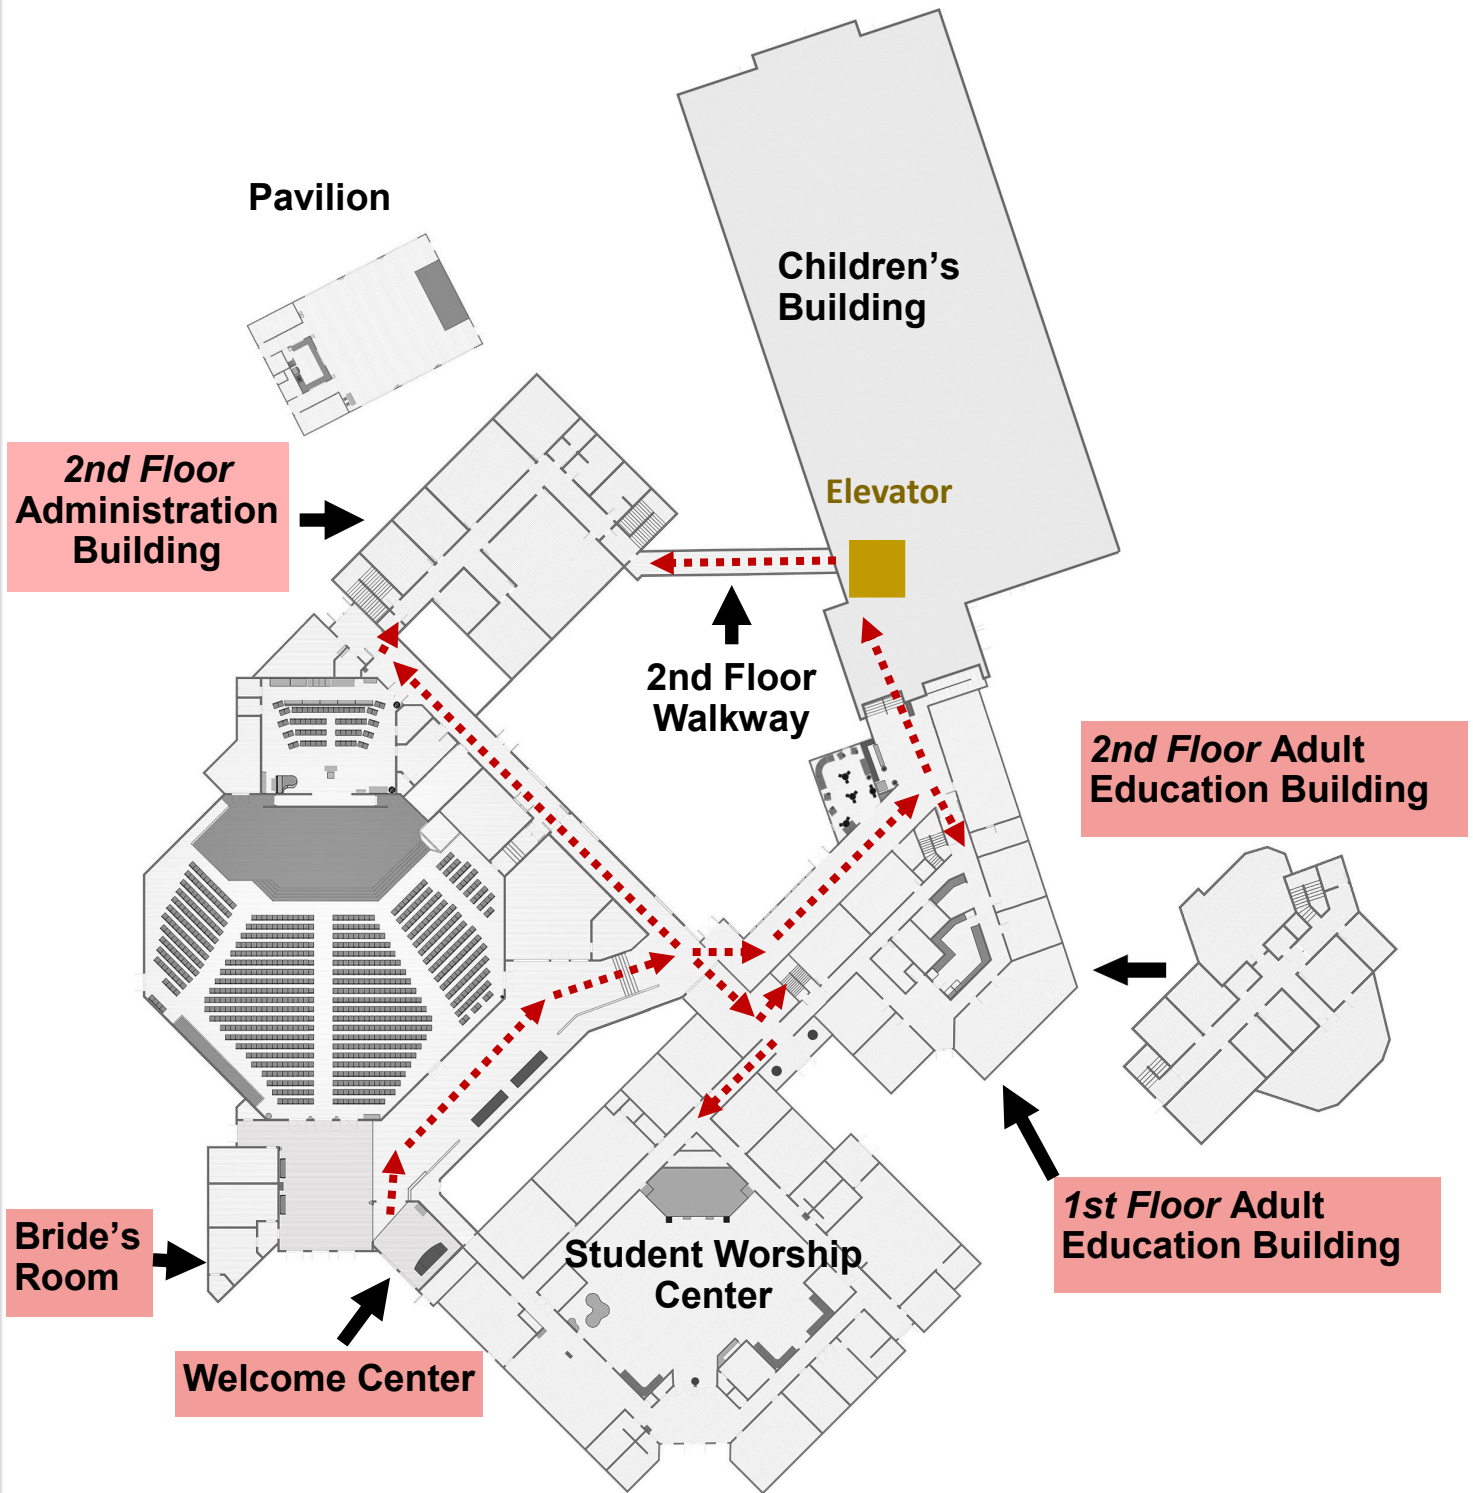 Pavilion
Children’s
Building
2nd Floor
Administration
Building
Elevator
2nd Floor
Walkway
2nd Floor Adult
Education Building
1st Floor Adult
Education Building
Bride’s
Room
Student Worship
Center
Welcome Center